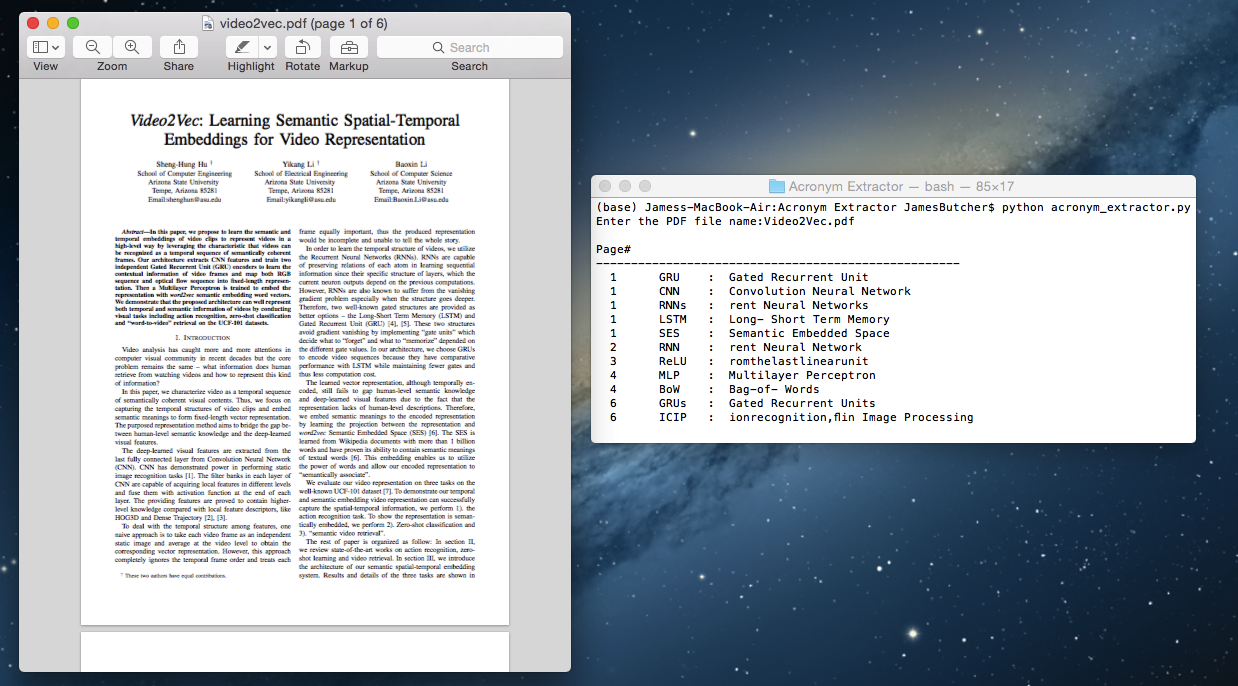 video2vec.pdf (page 1 of 6)
Search
View
Zoom
Share
Highlight
Rotate
Markup
Search
Video2Vec: Learning Semantic Spatial-Temporal
Embeddings for Video Representation
Sheng-Hung Hu †
School of Computer Engineering
Arizona State University
Tempe, Arizona 85281
Email:shenghun@asu.edu
Yikang Li †
School of Electrical Engineering
Arizona State University
Tempe, Arizona 85281
Email:yikangli@asu.edu
Baoxin Li
School of Computer Science
Arizona State University
Tempe, Arizona 85281
Email:Baoxin.Li@asu.edu
Abstract—In this paper, we propose to learn the semantic and
temporal embeddings of video clips to represent videos in a
high-level way by leveraging the characteristic that videos can
be recognized as a temporal sequence of semantically coherent
frames. Our architecture extracts CNN features and train two
independent Gated Recurrent Unit (GRU) encoders to learn the
contextual information of video frames and map both RGB
sequence and optical flow sequence into fixed-length represen-
tation. Then a Multilayer Perceptron is trained to embed the
representation with word2vec semantic embedding word vectors.
We demonstrate that the proposed architecture can well represent
both temporal and semantic information of videos by conducting
visual tasks including action recognition, zero-shot classification
and “word-to-video” retrieval on the UCF-101 datasets.
I. INTRODUCTION
Video analysis has caught more and more attentions in
computer visual community in recent decades but the core
problem remains the same – what information does human
retrieve from watching videos and how to represent this kind
of information?
In this paper, we characterize video as a temporal sequence
of semantically coherent visual contents. Thus, we focus on
capturing the temporal structures of video clips and embed
semantic meanings to form fixed-length vector representation.
The purposed representation method aims to bridge the gap be-
tween human-level semantic knowledge and the deep-learned
visual features.
The deep-learned visual features are extracted from the
last fully connected layer from Convolution Neural Network
(CNN). CNN has demonstrated power in performing static
image recognition tasks [1]. The filter banks in each layer of
CNN are capable of acquiring local features in different levels
and fuse them with activation function at the end of each
layer. The providing features are proved to contain higher-
level knowledge compared with local feature descriptors, like
HOG3D and Dense Trajectory [2], [3].
To deal with the temporal structure among features, one
naive approach is to take each video frame as an independent
static image and average at the video level to obtain the
corresponding vector representation. However, this approach
completely ignores the temporal frame order and treats each
† These two authors have equal contributions.
frame equally important, thus the produced representation
would be incomplete and unable to tell the whole story.
In order to learn the temporal structure of videos, we utilize
the Recurrent Neural Networks (RNNs). RNNs are capable
of preserving relations of each atom in learning sequential
information since their specific structure of layers, which the
current neuron outputs depend on the previous computations.
However, RNNs are also known to suffer from the vanishing
gradient problem especially when the structure goes deeper.
Therefore, two well-known gated structures are provided as
better options – the Long-Short Term Memory (LSTM) and
Gated Recurrent Unit (GRU) [4], [5]. These two structures
avoid gradient vanishing by implementing “gate units” which
decide what to “forget” and what to “memorize” depended on
the different gate values. In our architecture, we choose GRUs
to encode video sequences because they have comparative
performance with LSTM while maintaining fewer gates and
thus less computation cost.
The learned vector representation, although temporally en-
coded, still fails to gap human-level semantic knowledge
and deep-learned visual features due to the fact that the
representation lacks of human-level descriptions. Therefore,
we embed semantic meanings to the encoded representation
by learning the projection between the representation and
word2vec Semantic Embedded Space (SES) [6]. The SES is
learned from Wikipedia documents with more than 1 billion
words and have proven its ability to contain semantic meanings
of textual words [6]. This embedding enables us to utilize
the power of words and allow our encoded representation to
“semantically associate”.
We evaluate our video representation on three tasks on the
well-known UCF-101 dataset [7]. To demonstrate our temporal
and semantic embedding video representation can successfully
capture the spatial-temporal information, we perform 1). the
action recognition task. To show the representation is seman-
tically embedded, we perform 2). Zero-shot classification and
3). “semantic video retrieval”.
The rest of paper is organized as follow: In section II,
we review state-of-the-art works on action recognition, zero-
shot learning and video retrieval. In section III, we introduce
the architecture of our semantic spatial-temporal embedding
system. Results and details of the three tasks are shown in
Acronym Extractor — bash — 85×17
(base) Jamess-MacBook-Air:Acronym Extractor JamesButcher$ python acronym_extractor.py
Enter the PDF file name:Video2Vec.pdf
Page#
----------------------------------------------------
1 GRU : Gated Recurrent Unit
1 CNN : Convolution Neural Network
1 RNNs : rent Neural Networks
1 LSTM : Long- Short Term Memory
1 SES : Semantic Embedded Space
2 RNN : rent Neural Network
3 ReLU : romthelastlinearunit
4 MLP : Multilayer Perceptron
4 BoW : Bag-of- Words
6 GRUs : Gated Recurrent Units
6 ICIP : ionrecognition,flin Image Processing